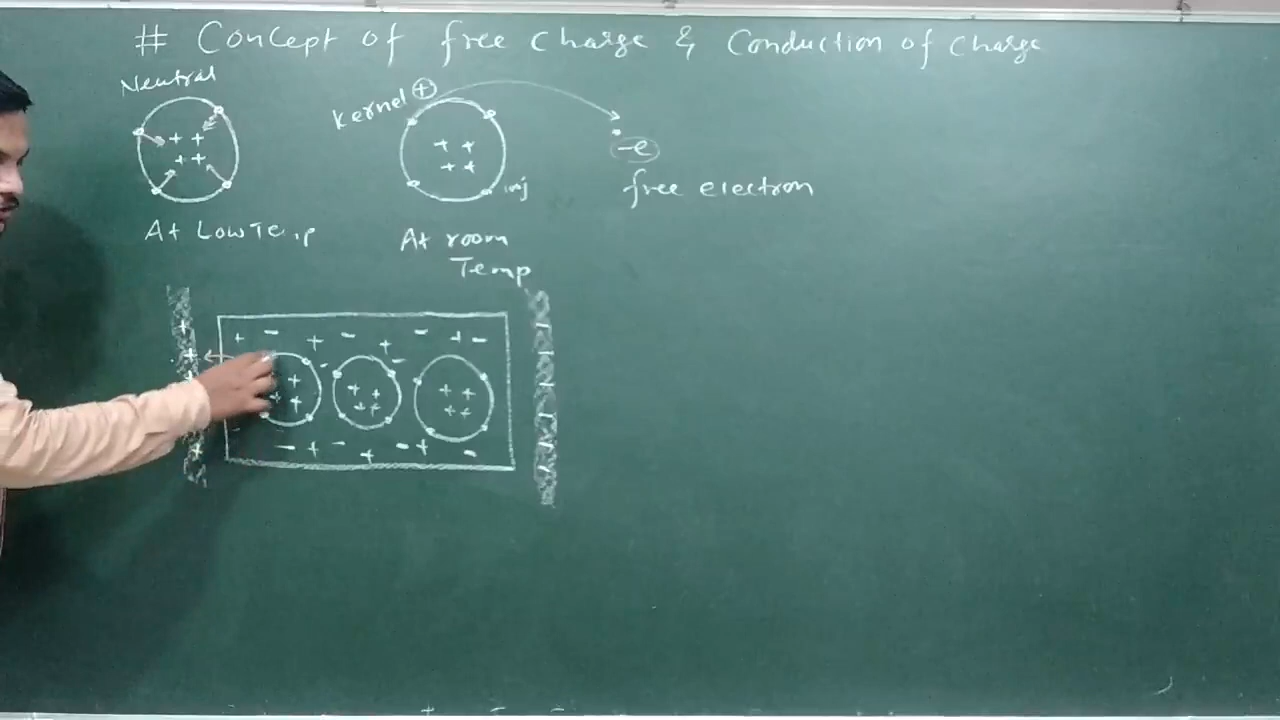 # Concept of free charge & Conduction of charge
Neutral
+ +
+ +
At Low Temp
Kernel ⊕
+ +
+ +
At room
Temp
-e
free electron
+ - + - + - + -
+ +
+ +
+ +
+ +
+ +
- + - + - + -